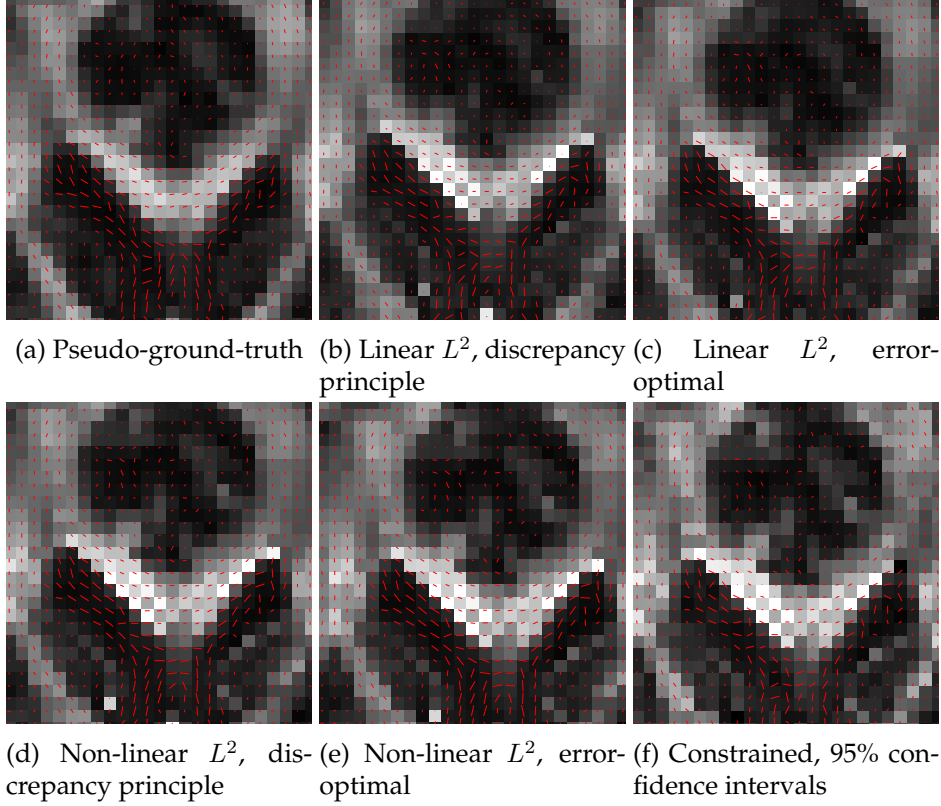 (a) Pseudo-ground-truth
(b) Linear L², discrepancy
principle
(c) Linear L², error-
optimal
(d) Non-linear L², dis-
crepancy principle
(e) Non-linear L², error-
optimal
(f) Constrained, 95% con-
fidence intervals